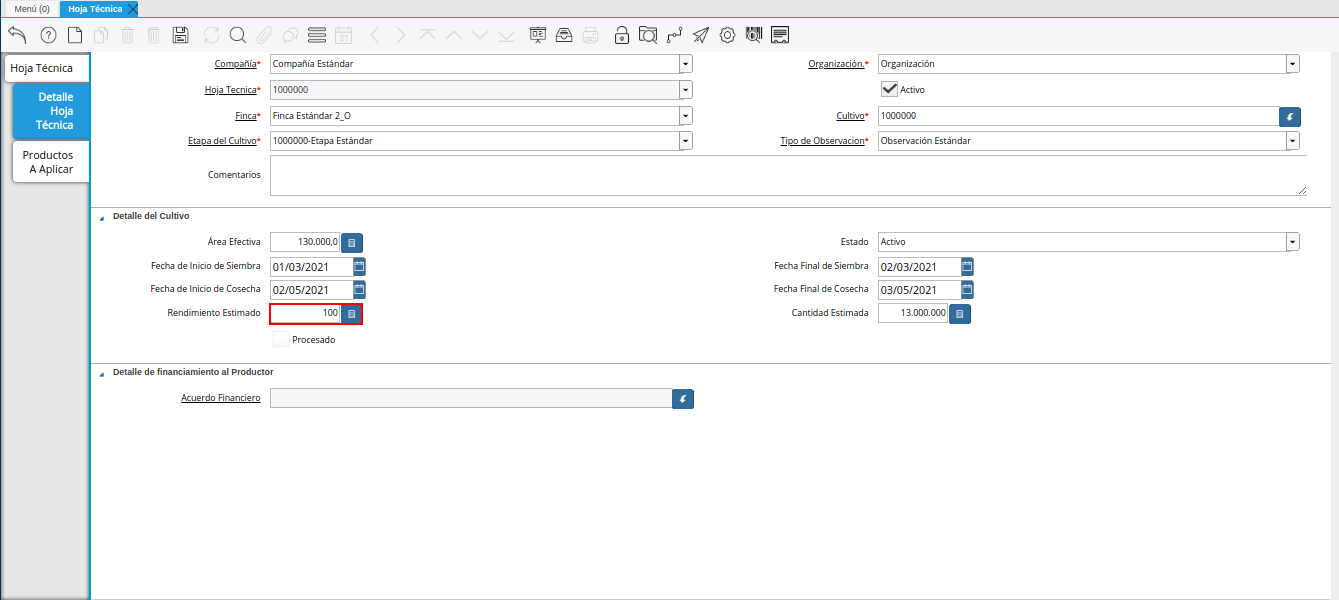 Menú (0) Hoja Técnica
31
Hoja Técnica
Detalle
Hoja
Técnica
Productos
A Aplicar
Compañía* Compañía Estándar Organización.* Organización
Hoja Tecnica* 1000000 Activo
Finca* Finca Estándar 2_O Cultivo* 1000000
Etapa del Cultivo* 1000000-Etapa Estándar Tipo de Observacion* Observación Estándar
Comentarios
Detalle del Cultivo
Área Efectiva 130.000,0 Estado Activo
Fecha de Inicio de Siembra 01/03/2021 Fecha Final de Siembra 02/03/2021
Fecha de Inicio de Cosecha 02/05/2021 Fecha Final de Cosecha 03/05/2021
Rendimiento Estimado 100 Cantidad Estimada 13.000.000
Procesado
Detalle de financiamiento al Productor
Acuerdo Financiero